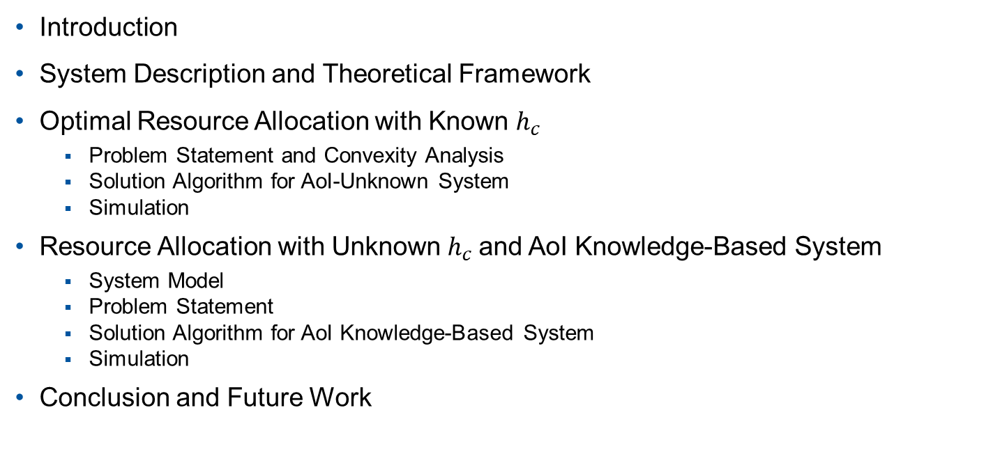 • Introduction
• System Description and Theoretical Framework
• Optimal Resource Allocation with Known $h_c$
▪ Problem Statement and Convexity Analysis
▪ Solution Algorithm for AoI-Unknown System
▪ Simulation
• Resource Allocation with Unknown $h_c$ and AoI Knowledge-Based System
▪ System Model
▪ Problem Statement
▪ Solution Algorithm for AoI Knowledge-Based System
▪ Simulation
• Conclusion and Future Work